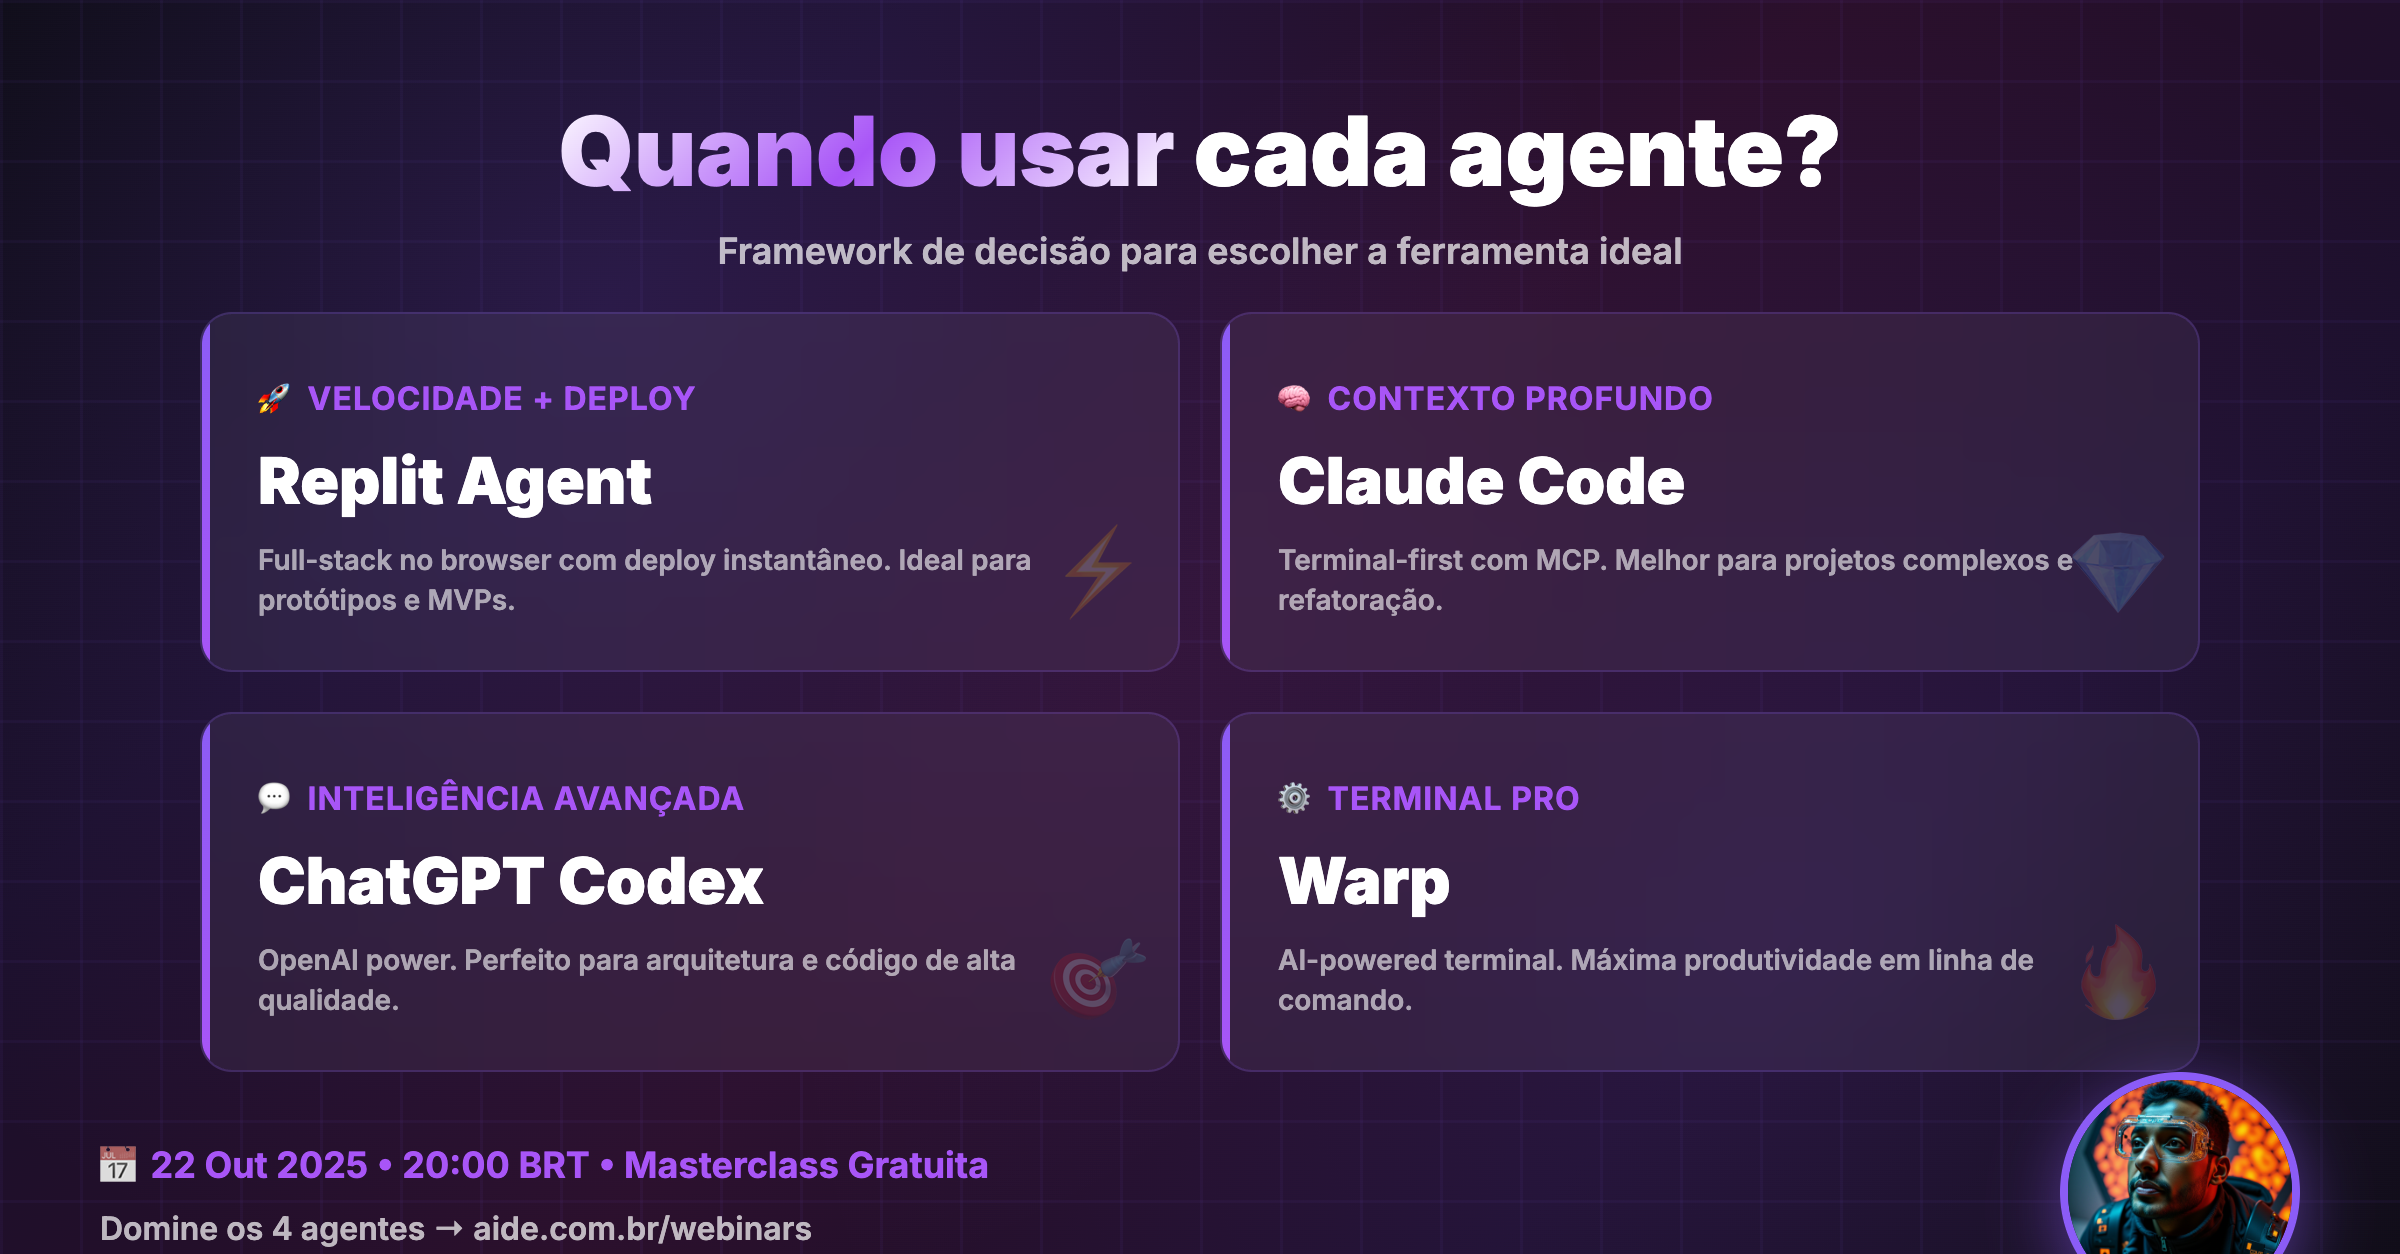 Quando usar cada agente?
Framework de decisão para escolher a ferramenta ideal
🚀 VELOCIDADE + DEPLOY
Replit Agent
Full-stack no browser com deploy instantâneo. Ideal para
protótipos e MVPs.
🧠 CONTEXTO PROFUNDO
Claude Code
Terminal-first com MCP. Melhor para projetos complexos e
refatoração.
💬 INTELIGÊNCIA AVANÇADA
ChatGPT Codex
OpenAI power. Perfeito para arquitetura e código de alta
qualidade.
⚙️ TERMINAL PRO
Warp
AI-powered terminal. Máxima produtividade em linha de
comando.
📅 22 Out 2025 • 20:00 BRT • Masterclass Gratuita
Domine os 4 agentes → aide.com.br/webinars